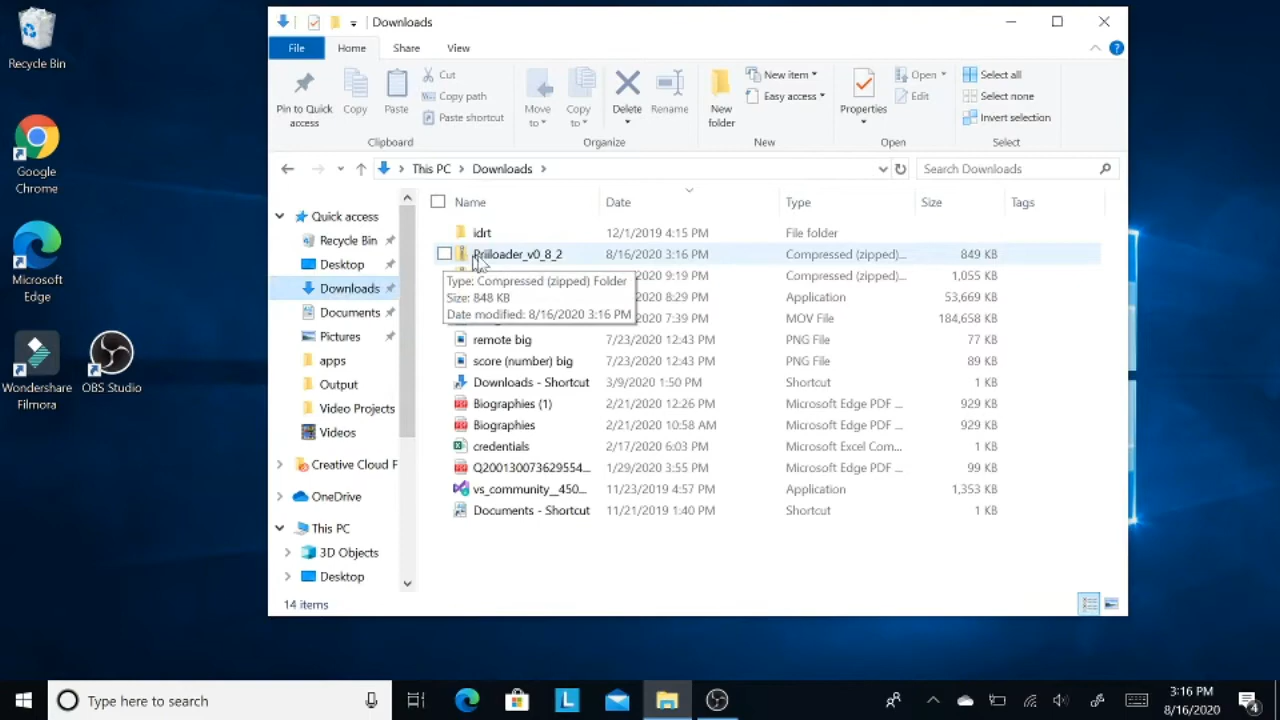 Recycle Bin
Google
Chrome
Microsoft
Edge
Wondershare
Filmora
OBS Studio
Downloads
File Home Share View
Pin to Quick
access
Copy
Paste
Cut
Copy path
Paste shortcut
Clipboard
Move
to
Copy
to
Delete
Rename
Organize
New
folder
New item
Easy access
New
Properties
Open
Edit
Open
Select all
Select none
Invert selection
Select
This PC Downloads
Search Downloads
Quick access
Recycle Bin
Desktop
Downloads
Documents
Pictures
apps
Output
Video Projects
Videos
Creative Cloud F
OneDrive
This PC
3D Objects
Desktop
Name Date Type Size Tags
idrt 12/1/2019 4:15 PM File folder
Priiloader_v0_8_2 8/16/2020 3:16 PM Compressed (zipped)... 849 KB
2020 9:19 PM Compressed (zipped)... 1,055 KB
2020 8:29 PM Application 53,669 KB
2020 7:39 PM MOV File 184,658 KB
Type: Compressed (zipped) Folder
Size: 848 KB
Date modified: 8/16/2020 3:16 PM
remote big 7/23/2020 12:43 PM PNG File 77 KB
score (number) big 7/23/2020 12:43 PM PNG File 89 KB
Downloads - Shortcut 3/9/2020 1:50 PM Shortcut 1 KB
Biographies (1) 2/21/2020 12:26 PM Microsoft Edge PDF ... 929 KB
Biographies 2/21/2020 10:58 AM Microsoft Edge PDF ... 929 KB
credentials 2/17/2020 6:03 PM Microsoft Excel Com... 1 KB
Q200130073629554... 1/29/2020 3:55 PM Microsoft Edge PDF ... 99 KB
vs_community__450... 11/23/2019 4:57 PM Application 1,353 KB
Documents - Shortcut 11/21/2019 1:40 PM Shortcut 1 KB
14 items
Type here to search
L
3:16 PM
8/16/2020
4